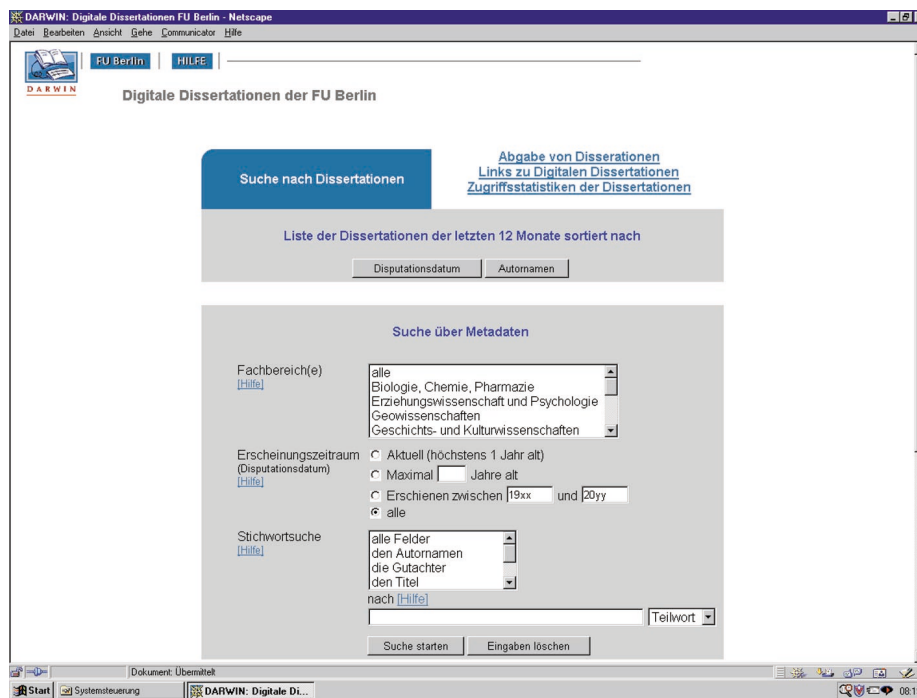 DARWIN: Digitale Dissertationen FU Berlin - Netscape
Datei Bearbeiten Ansicht Gehe Communicator Hilfe
FU Berlin HILFE
DARWIN
Digitale Dissertationen der FU Berlin
Suche nach Dissertationen
Abgabe von Disserationen
Links zu Digitalen Dissertationen
Zugriffsstatistiken der Dissertationen
Liste der Dissertationen der letzten 12 Monate sortiert nach
Disputationsdatum Autornamen
Suche über Metadaten
Fachbereich(e)
[Hilfe]
alle
Biologie, Chemie, Pharmazie
Erziehungswissenschaft und Psychologie
Geowissenschaften
Geschichts- und Kulturwissenschaften
Erscheinungszeitraum
(Disputationsdatum)
[Hilfe]
Aktuell (höchstens 1 Jahr alt)
Maximal Jahre alt
Erschienen zwischen 19xx und 20yy
alle
Stichwortsuche
[Hilfe]
alle Felder
den Autornamen
die Gutachter
den Titel
nach [Hilfe]
Teilwort
Suche starten Eingaben löschen
Dokument: Übermittelt
Start Systemsteuerung DARWIN: Digitale Di...